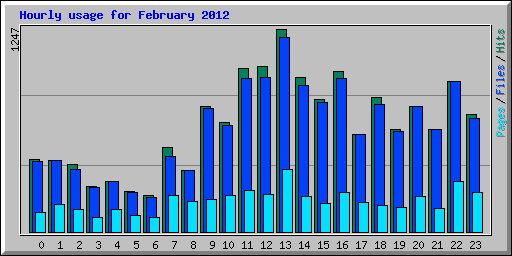 Hourly usage for February 2012
1247
Pages/Files/Hits
0 1 2 3 4 5 6 7 8 9 10 11 12 13 14 15 16 17 18 19 20 21 22 23